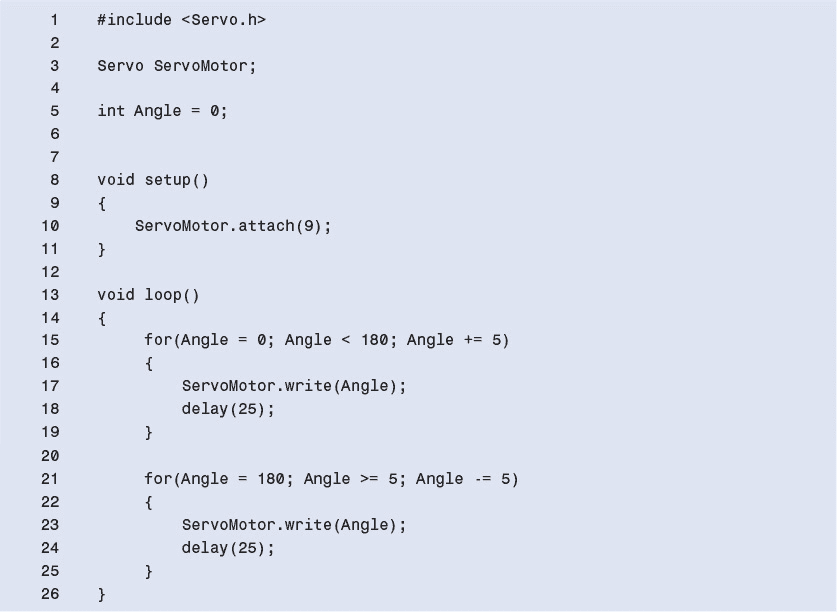 1 #include <Servo.h>
2
3 Servo ServoMotor;
4
5 int Angle = 0;
6
7
8 void setup()
9 {
10     ServoMotor.attach(9);
11 }
12
13 void loop()
14 {
15      for(Angle = 0; Angle < 180; Angle += 5)
16      {
17          ServoMotor.write(Angle);
18          delay(25);
19      }
20
21      for(Angle = 180; Angle >= 5; Angle -= 5)
22      {
23          ServoMotor.write(Angle);
24          delay(25);
25      }
26 }